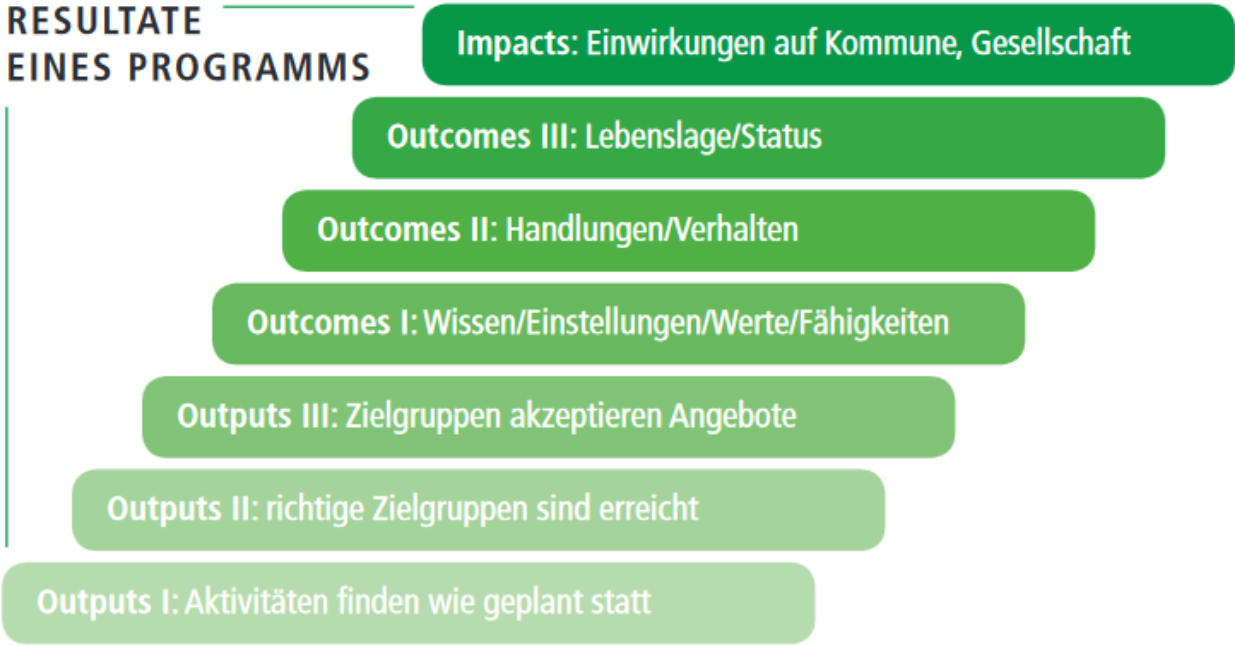 RESULTATE
EINES PROGRAMMS
Impacts: Einwirkungen auf Kommune, Gesellschaft
Outcomes III: Lebenslage/Status
Outcomes II: Handlungen/Verhalten
Outcomes I: Wissen/Einstellungen/Werte/Fähigkeiten
Outputs III: Zielgruppen akzeptieren Angebote
Outputs II: richtige Zielgruppen sind erreicht
Outputs I: Aktivitäten finden wie geplant statt